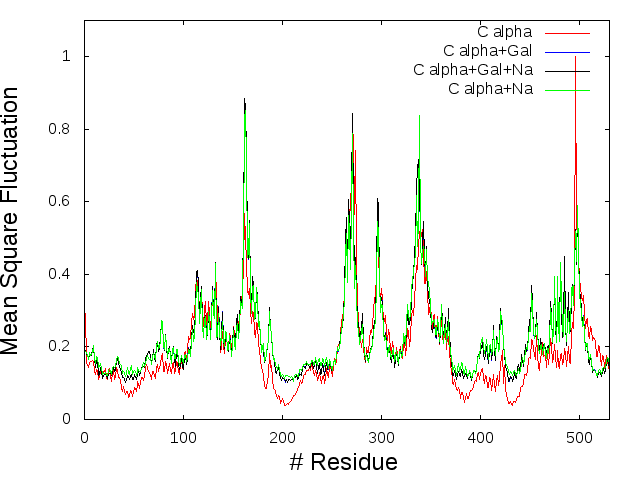 C alpha
C alpha+Gal
C alpha+Gal+Na
C alpha+Na
Mean Square Fluctuation
1
0.8
0.6
0.4
0.2
0
0 100 200 300 400 500
# Residue